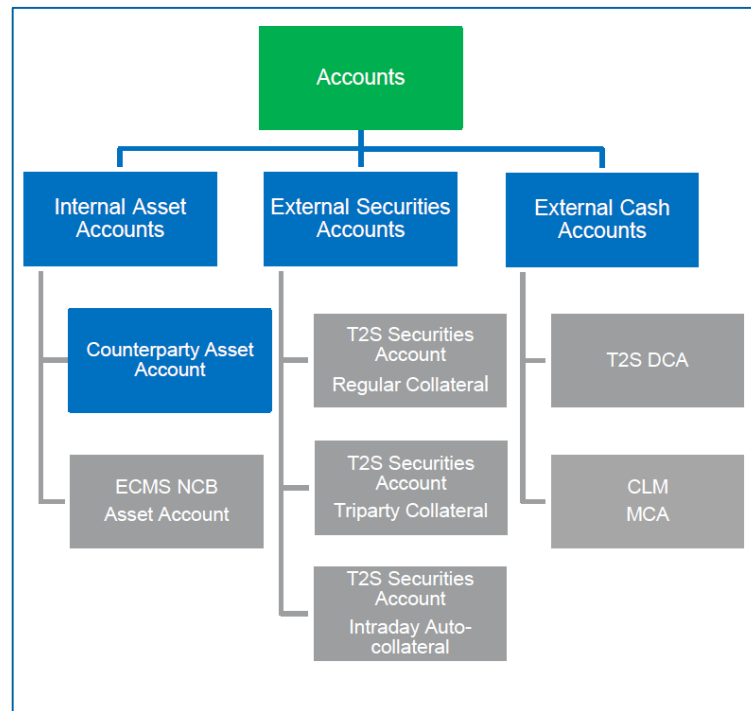 Accounts
Internal Asset
Accounts
External Securities
Accounts
External Cash
Accounts
Counterparty Asset
Account
ECMS NCB
Asset Account
T2S Securities
Account
Regular Collateral
T2S Securities
Account
Triparty Collateral
T2S Securities
Account
Intraday Auto-
collateral
T2S DCA
CLM
MCA